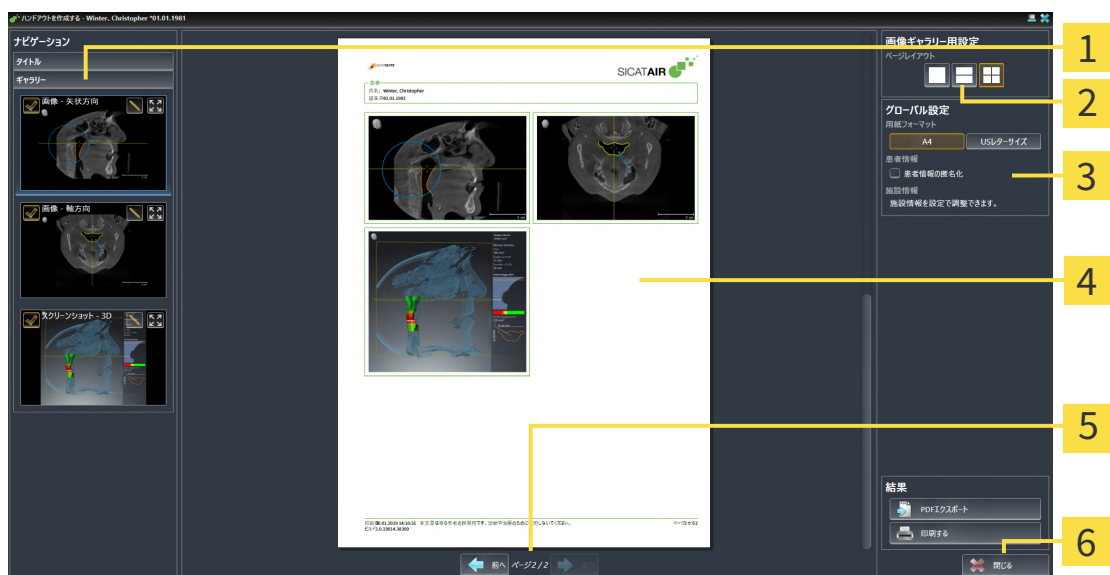 ハンドアウトを作成する - Winter, Christopher *01.01.1981
ナビゲーション
タイトル
ギャラリー
画像 - 矢状方向
画像 - 軸方向
スクリーンショット - 3D
SICATAIR
患者
氏名: Winter, Christopher
誕生日01.01.1981
ページ2から2
前へ
ページ2 / 2
次へ
画像ギャラリー用設定
ページレイアウト
グローバル設定
用紙フォーマット
A4
USレターサイズ
患者情報
患者情報の匿名化
施設情報
施設情報を設定で調整できます。
結果
PDFエクスポート
印刷する
閉じる
1
2
3
4
5
6